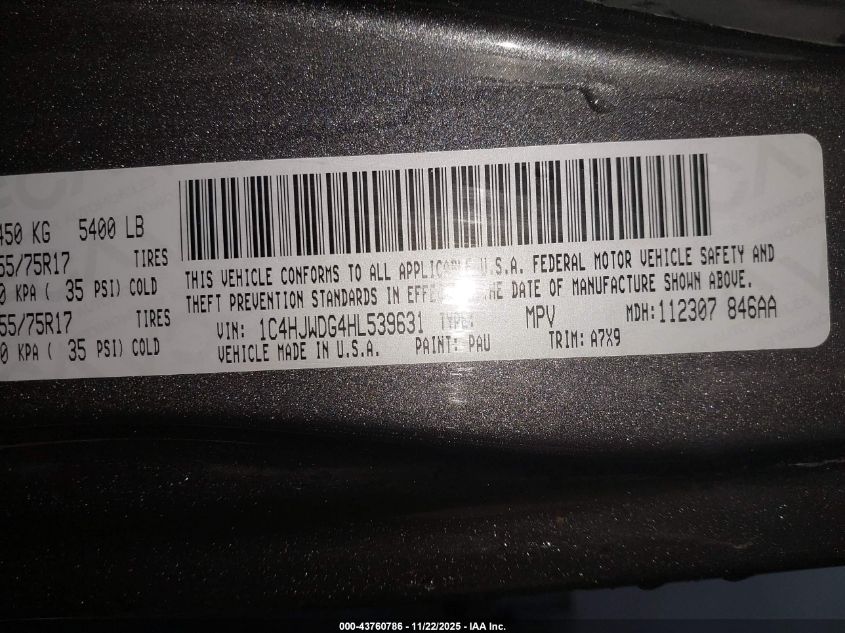 450 KG 5400 LB
55/75R17 TIRES
0 KPA ( 35 PSI) COLD
55/75R17 TIRES
0 KPA ( 35 PSI) COLD
THIS VEHICLE CONFORMS TO ALL APPLICABLE U.S.A. FEDERAL MOTOR VEHICLE SAFETY AND
THEFT PREVENTION STANDARDS IN EFFECT THE DATE OF MANUFACTURE SHOWN ABOVE.
VIN: 1C4HJWDG4HL539631 TYPE: MPV MDH:112307 846AA
VEHICLE MADE IN U.S.A. PAINT: PAU TRIM: A7X9
000-43760786 - 11/22/2025 - IAA Inc.